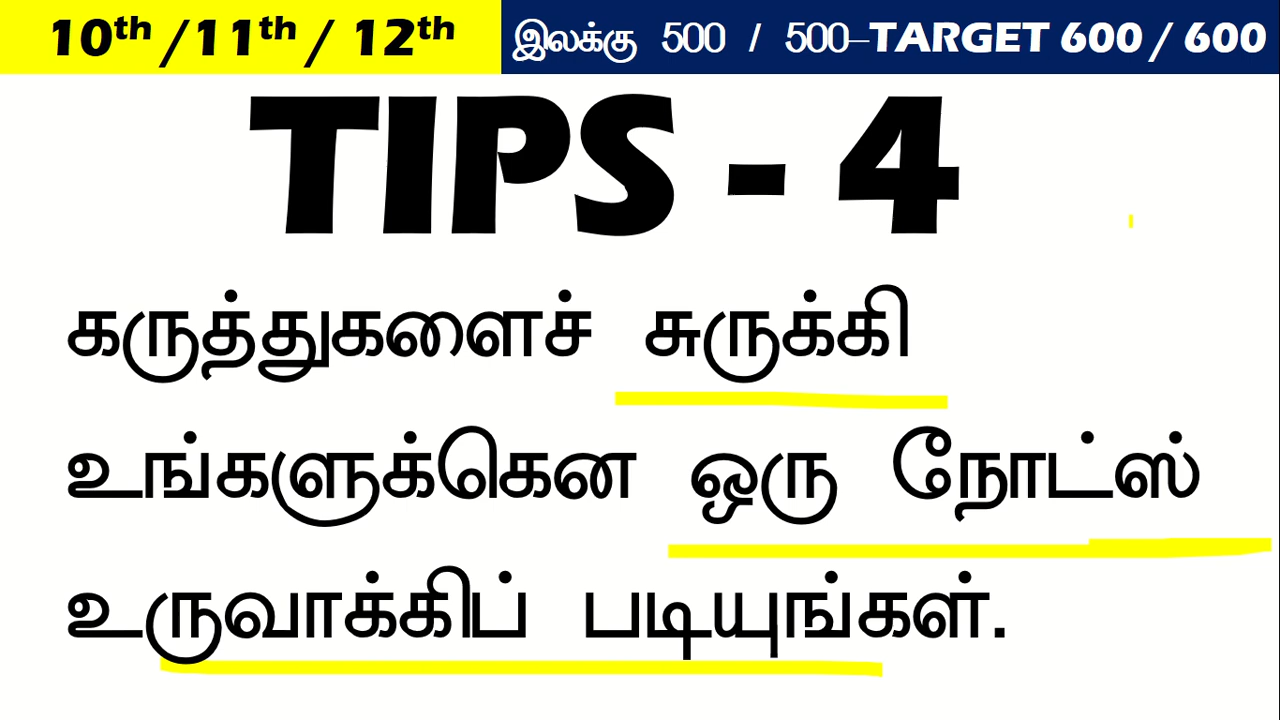 10th / 11th / 12th இலக்கு 500 / 500–TARGET 600 / 600
TIPS - 4
கருத்துகளைச் சுருக்கி
உங்களுக்கென ஒரு நோட்ஸ்
உருவாக்கிப் படியுங்கள்.